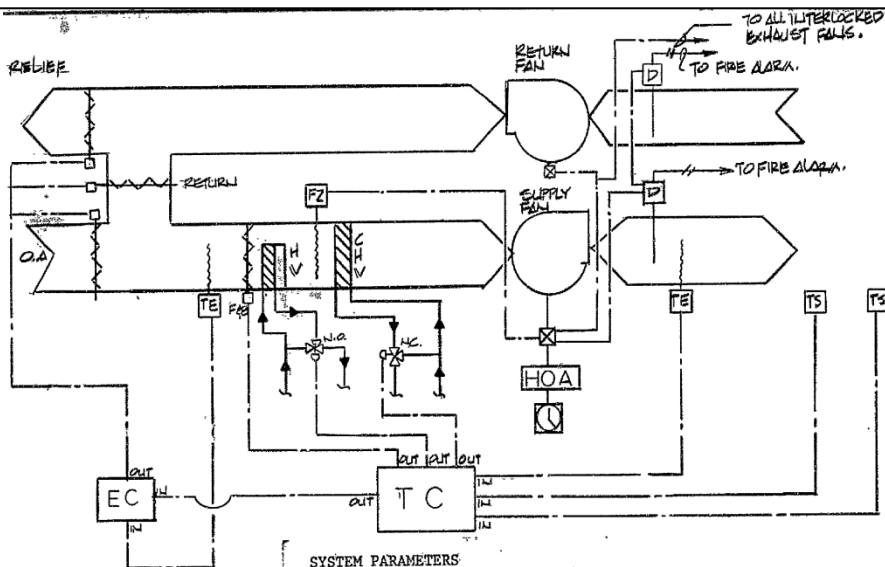 TO ALL INTERLOCKED
EXHAUST FANS.
RELIEF
RETURN
FAN
D
TO FIRE ALARM.
RETURN
FZ
SUPPLY
FAN
D
TO FIRE ALARM.
O.A
H
W
C
H
W
TE
F&B
TE
TS
TS
N.O.
N.C.
HOA
OUT
OUT
OUT
OUT
EC
IN
IN
OUT
TC
IN
IN
IN
SYSTEM PARAMETERS